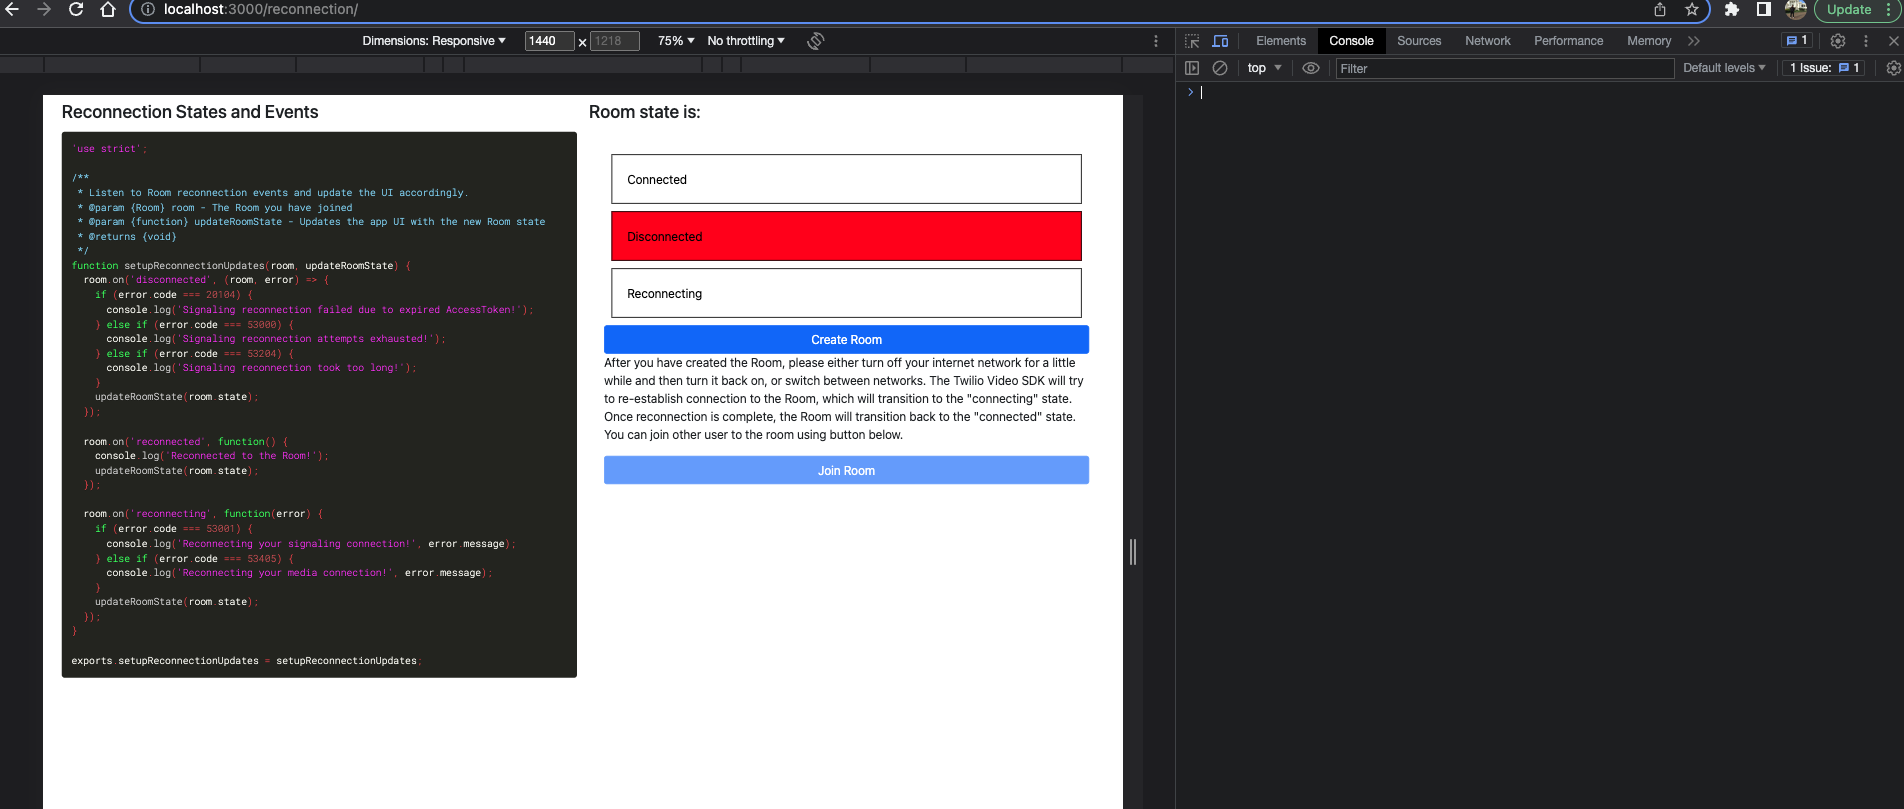 localhost:3000/reconnection/
Update
Dimensions: Responsive
1440 x 1218
75%
No throttling
Elements
Console
Sources
Network
Performance
Memory
1
top
Filter
Default levels
1 Issue: 1
Reconnection States and Events
'use strict';
/**
* Listen to Room reconnection events and update the UI accordingly.
* @param {Room} room - The Room you have joined
* @param {function} updateRoomState - Updates the app UI with the new Room state
* @returns {void}
*/
function setupReconnectionUpdates(room, updateRoomState) {
room.on('disconnected', (room, error) => {
if (error.code === 20104) {
console.log('Signaling reconnection failed due to expired AccessToken!');
} else if (error.code === 53000) {
console.log('Signaling reconnection attempts exhausted!');
} else if (error.code === 53204) {
console.log('Signaling reconnection took too long!');
}
updateRoomState(room.state);
});
room.on('reconnected', function() {
console.log('Reconnected to the Room!');
updateRoomState(room.state);
});
room.on('reconnecting', function(error) {
if (error.code === 53001) {
console.log('Reconnecting your signaling connection!', error.message);
} else if (error.code === 53405) {
console.log('Reconnecting your media connection!', error.message);
}
updateRoomState(room.state);
});
}
exports.setupReconnectionUpdates = setupReconnectionUpdates;
Room state is:
Connected
Disconnected
Reconnecting
Create Room
After you have created the Room, please either turn off your internet network for a little
while and then turn it back on, or switch between networks. The Twilio Video SDK will try
to re-establish connection to the Room, which will transition to the "connecting" state.
Once reconnection is complete, the Room will transition back to the "connected" state.
You can join other user to the room using button below.
Join Room